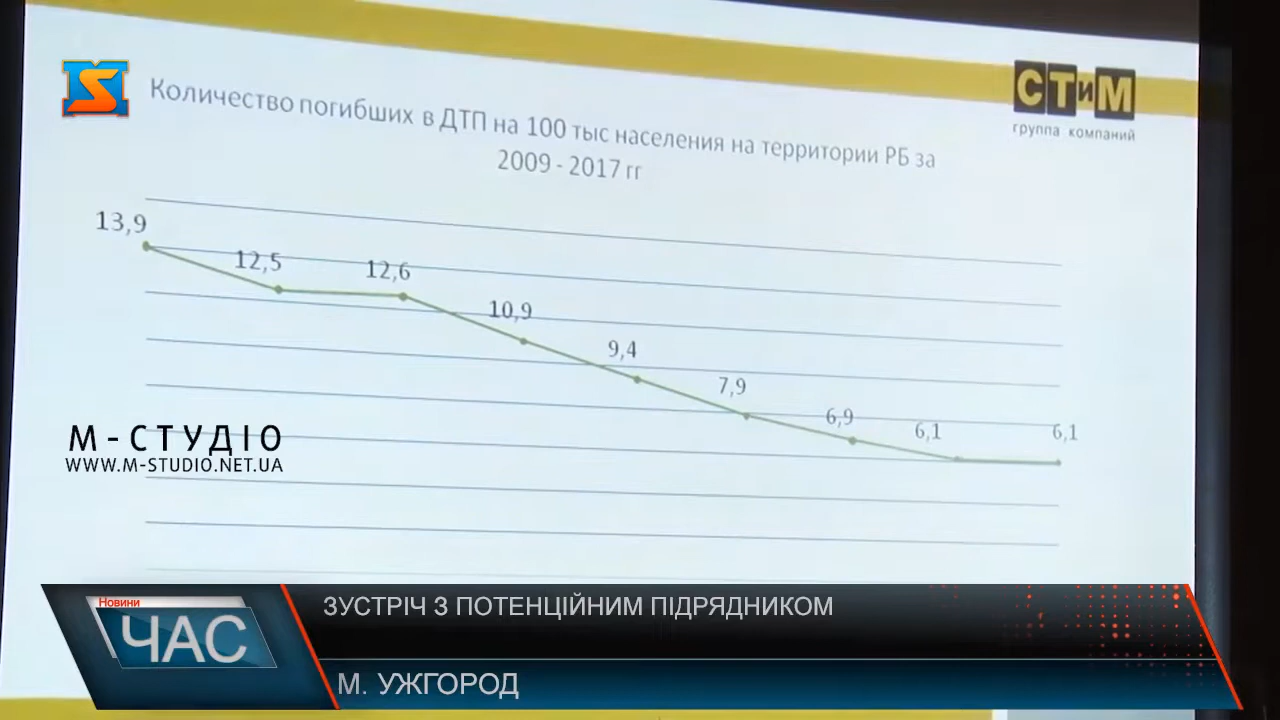 Количество погибших в ДТП на 100 тыс населения на территории РБ за
2009 - 2017 гг
СТиМ
группа компаний
13,9
12,5
12,6
10,9
9,4
7,9
6,9
6,1
6,1
М-СТУДІО
WWW.M-STUDIO.NET.UA
Новини
ЧАС
ЗУСТРІЧ З ПОТЕНЦІЙНИМ ПІДРЯДНИКОМ
М. УЖГОРОД